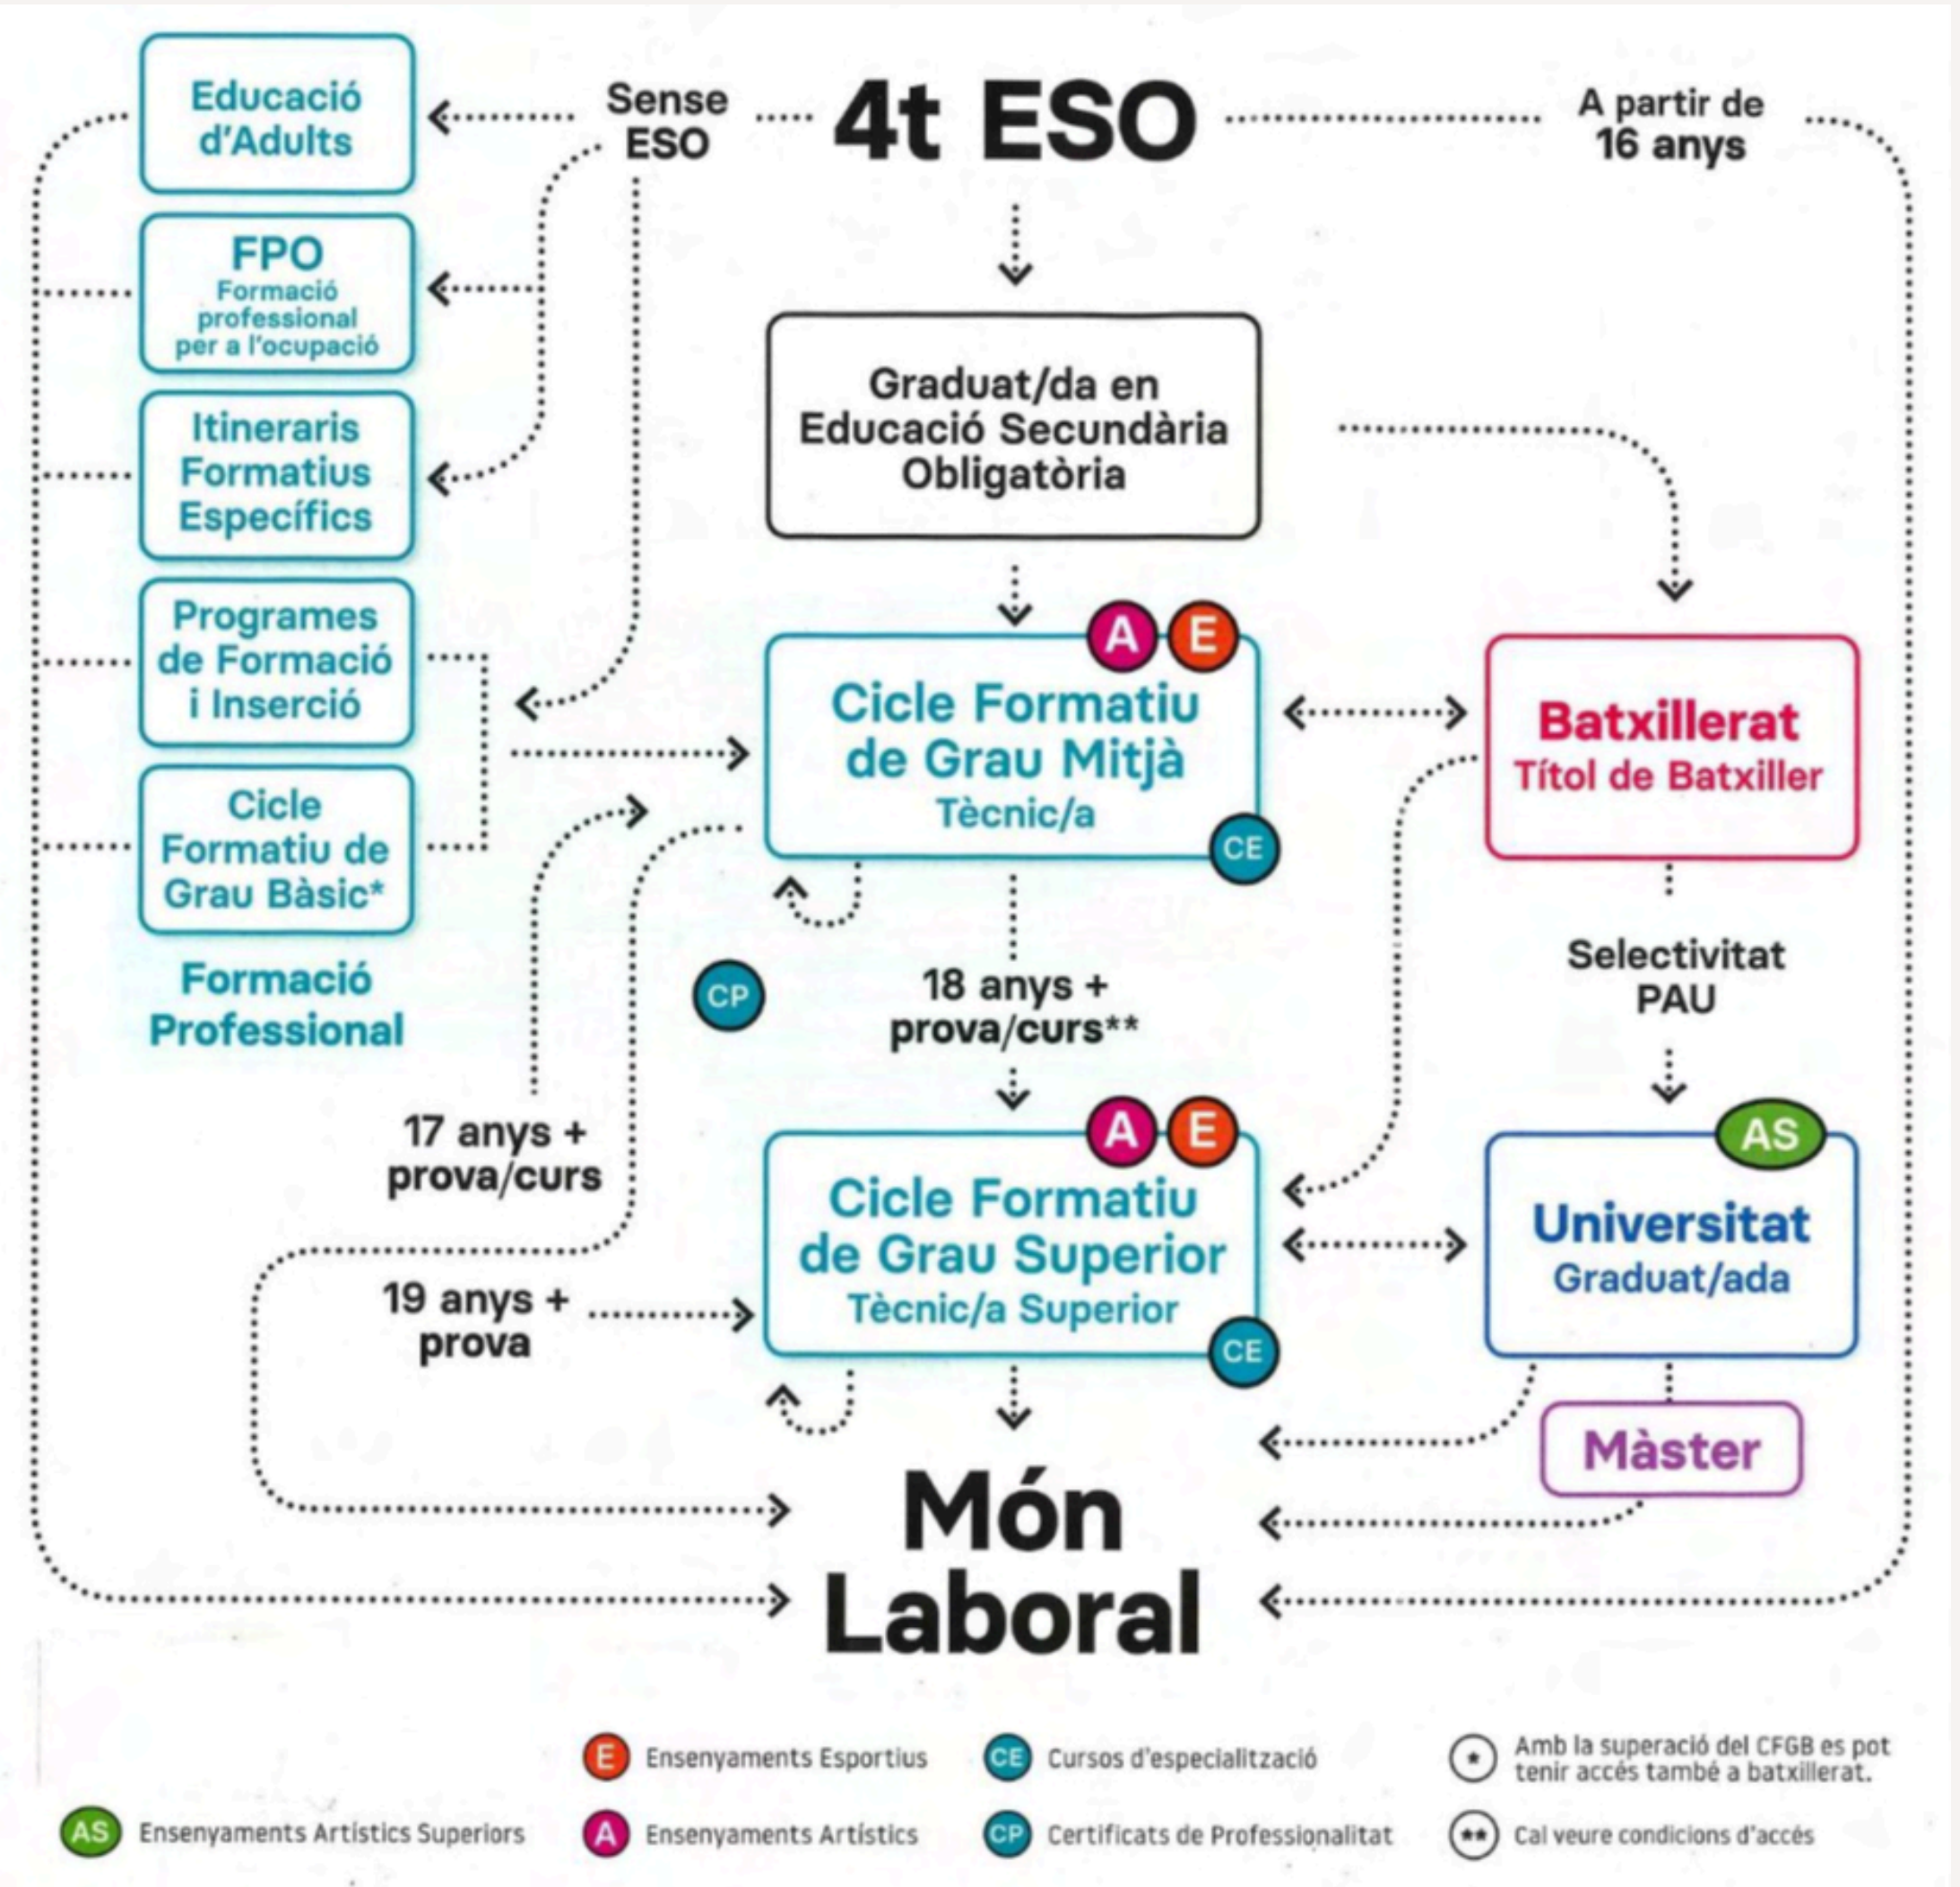 4t ESO
Sense
ESO
A partir de
16 anys
Educació
d'Adults
FPO
Formació
professional
per a l'ocupació
Itineraris
Formatius
Específics
Programes
de Formació
i Inserció
Cicle
Formatiu de
Grau Bàsic*
Formació
Professional
Graduat/da en
Educació Secundària
Obligatòria
A E
Cicle Formatiu
de Grau Mitjà
Tècnic/a
CE
Batxillerat
Títol de Batxiller
CP
18 anys +
prova/curs**
Selectivitat
PAU
17 anys +
prova/curs
19 anys +
prova
A E
Cicle Formatiu
de Grau Superior
Tècnic/a Superior
CE
AS
Universitat
Graduat/ada
Màster
Món
Laboral
AS Ensenyaments Artístics Superiors
E Ensenyaments Esportius
A Ensenyaments Artístics
CE Cursos d'especialització
CP Certificats de Professionalitat
* Amb la superació del CFGB es pot
tenir accés també a batxillerat.
** Cal veure condicions d'accés